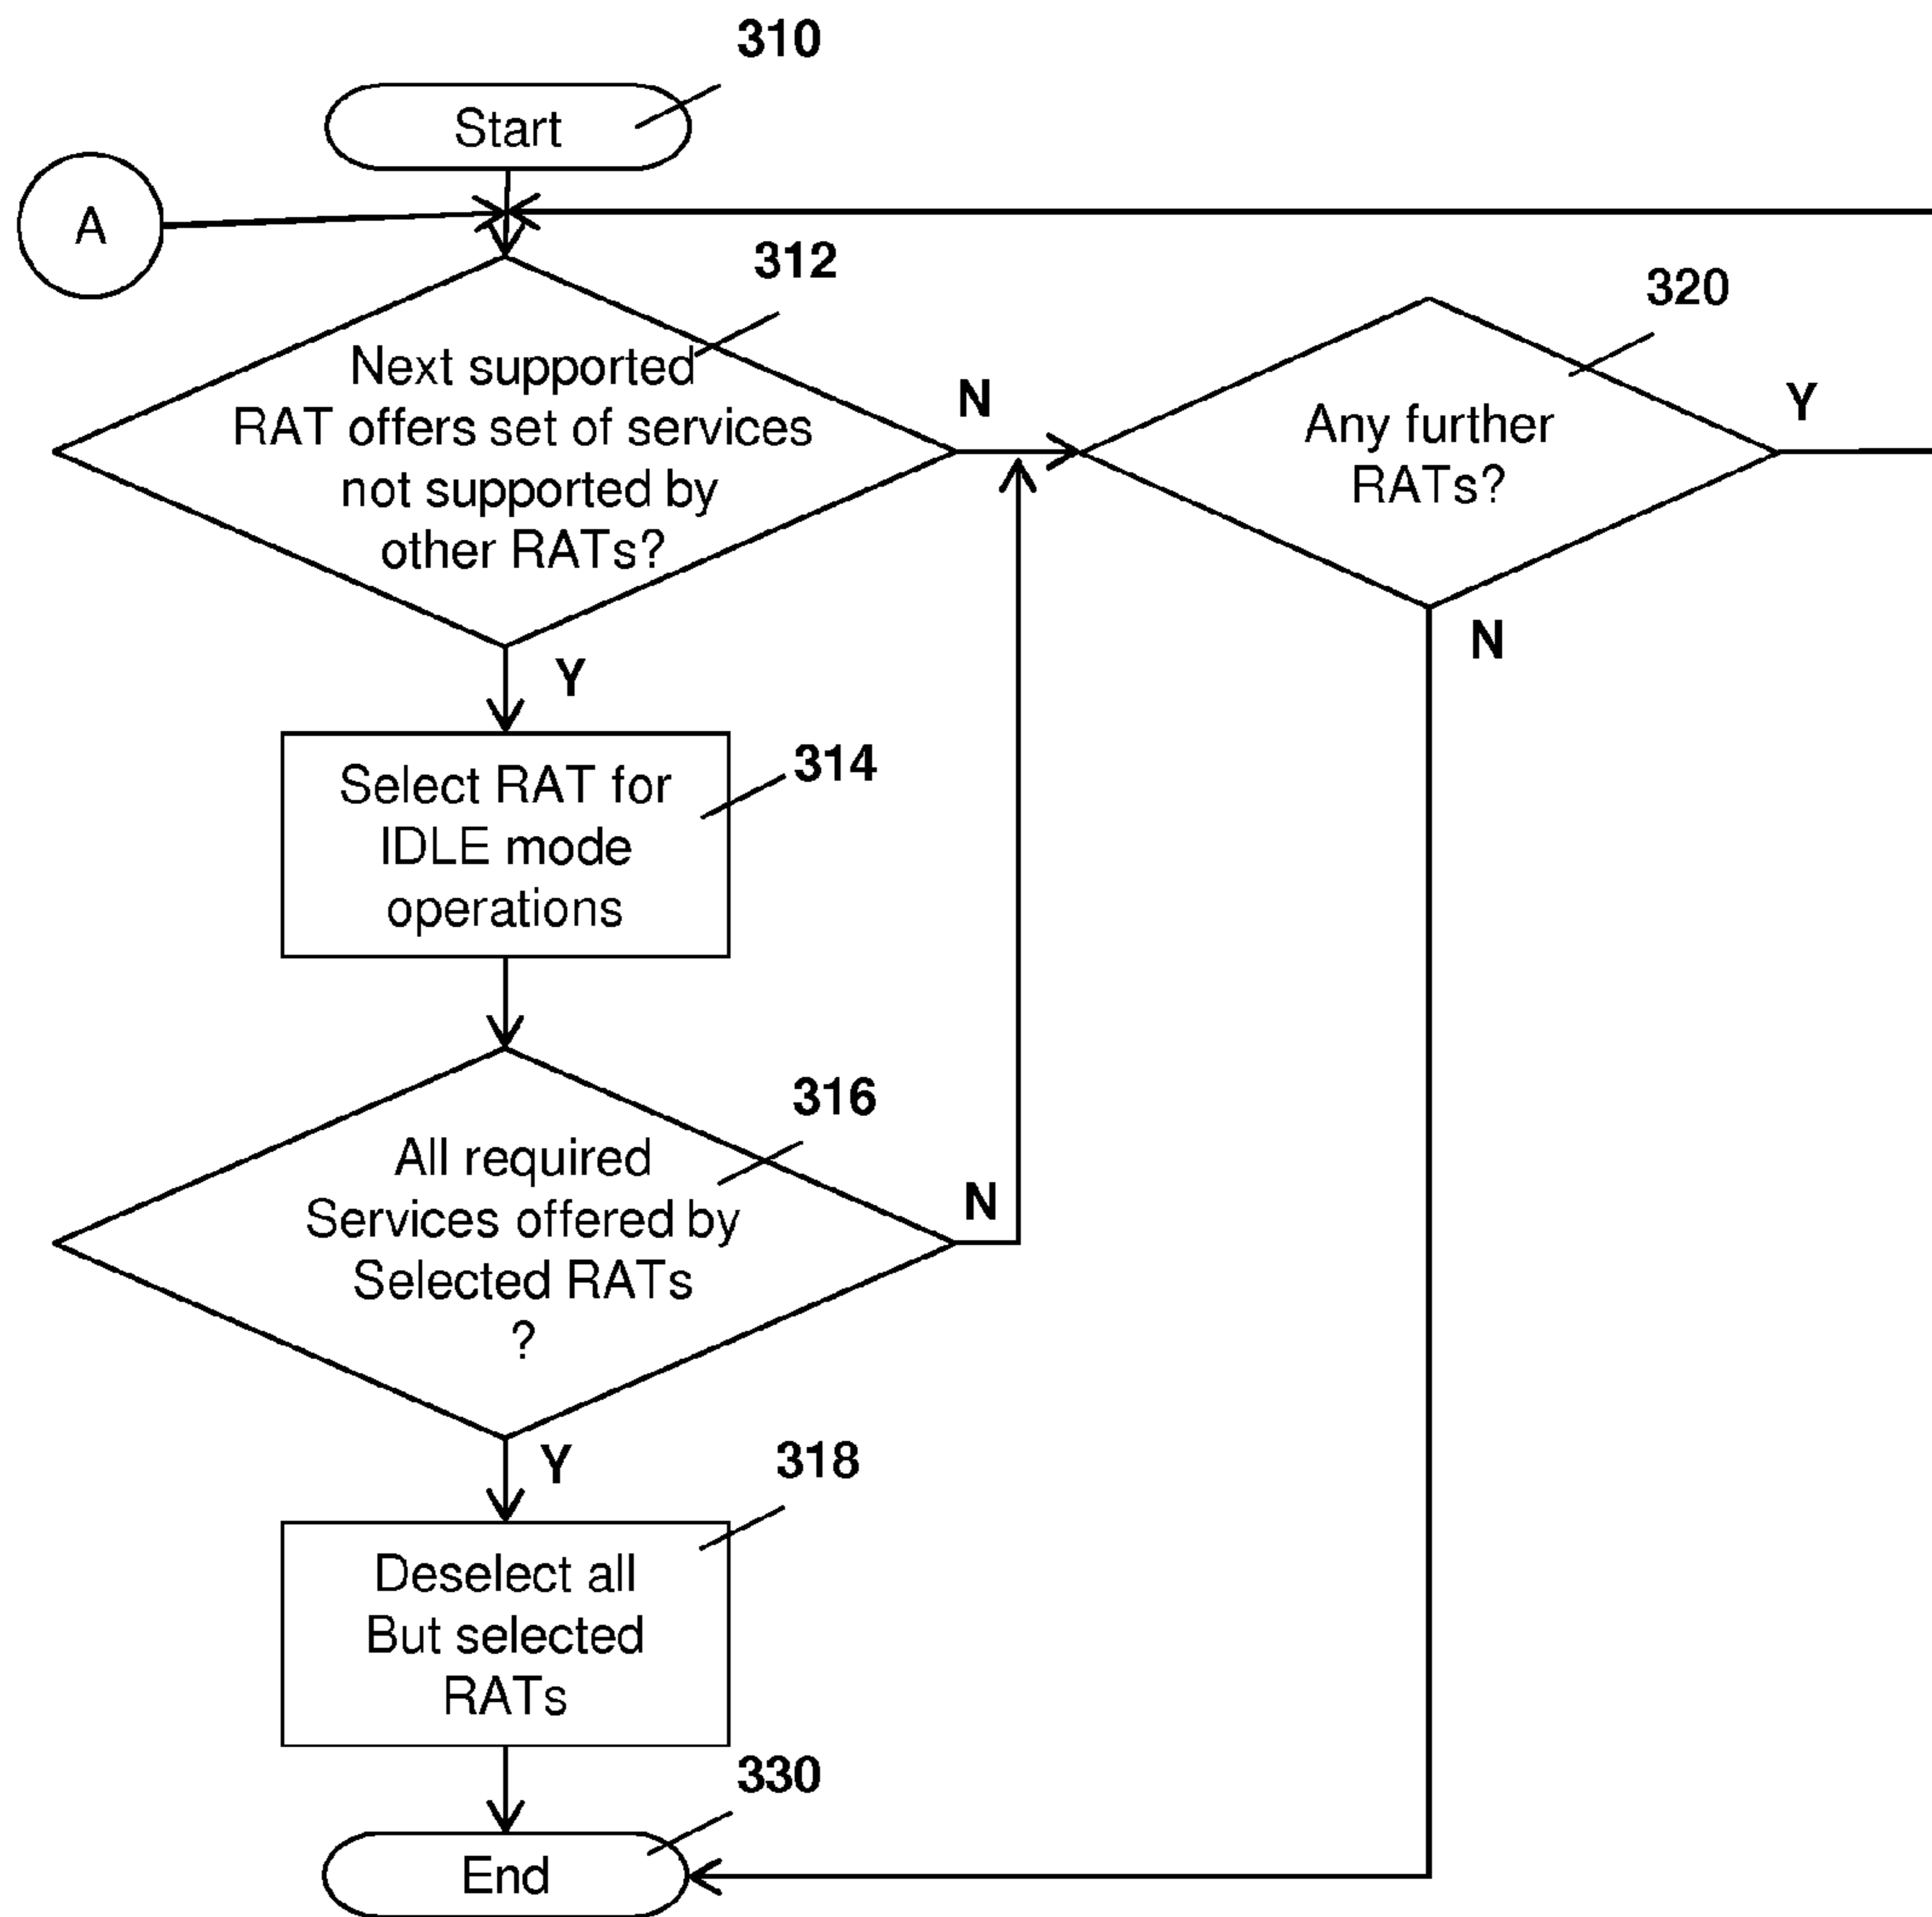 310
Start
A
312
Next supported
RAT offers set of services
not supported by
other RATs?
N
320
Any further
RATs?
Y
N
Y
314
Select RAT for
IDLE mode
operations
316
All required
Services offered by
Selected RATs
?
N
Y
318
Deselect all
But selected
RATs
330
End